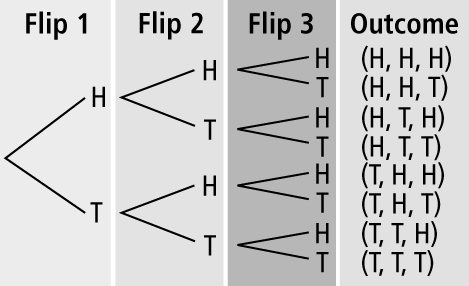 Flip 1 Flip 2 Flip 3 Outcome
H (H, H, H)
H
T (H, H, T)
H
H (H, T, H)
T
T (H, T, T)
H (T, H, H)
H
T (T, H, T)
T
H (T, T, H)
T
T (T, T, T)